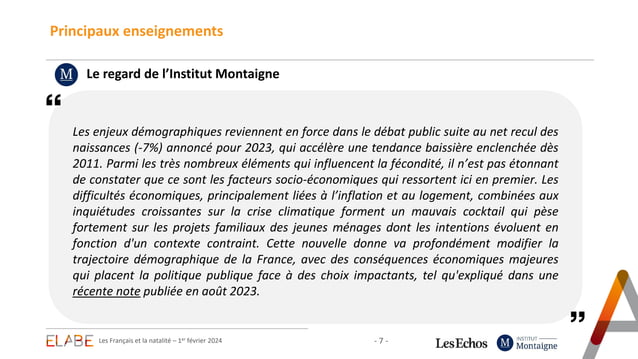 Principaux enseignements
M
Le regard de l’Institut Montaigne
“
Les enjeux démographiques reviennent en force dans le débat public suite au net recul des
naissances (-7%) annoncé pour 2023, qui accélère une tendance baissière enclenchée dès
2011. Parmi les très nombreux éléments qui influencent la fécondité, il n’est pas étonnant
de constater que ce sont les facteurs socio-économiques qui ressortent ici en premier. Les
difficultés économiques, principalement liées à l’inflation et au logement, combinées aux
inquiétudes croissantes sur la crise climatique forment un mauvais cocktail qui pèse
fortement sur les projets familiaux des jeunes ménages dont les intentions évoluent en
fonction d'un contexte contraint. Cette nouvelle donne va profondément modifier la
trajectoire démographique de la France, avec des conséquences économiques majeures
qui placent la politique publique face à des choix impactants, tel qu'expliqué dans une
récente note publiée en août 2023.
”
ELABE
Les Français et la natalité – 1er février 2024
- 7 -
Les Echos
M
INSTITUT
Montaigne